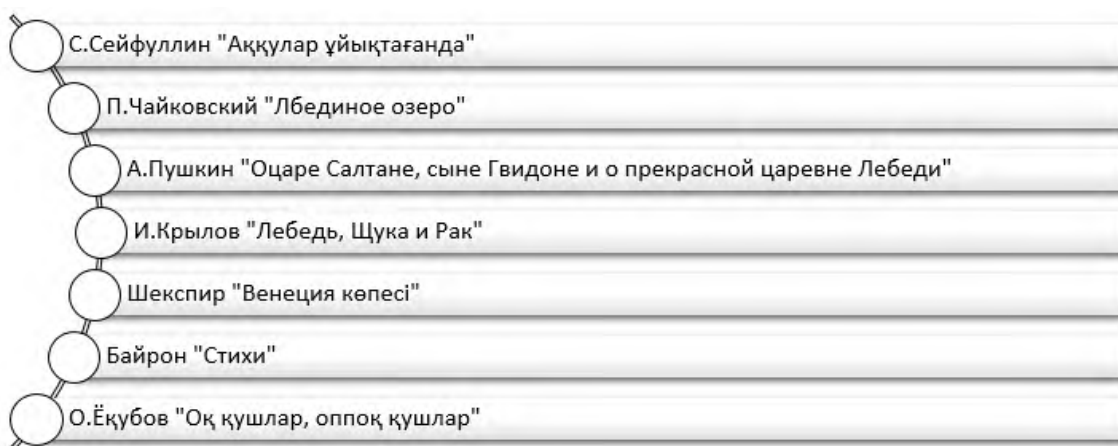 С.Сейфуллин "Аққулар ұйықтағанда"
П.Чайковский "Лбединое озеро"
А.Пушкин "Оцаре Салтане, сыне Гвидоне и о прекрасной царевне Лебеди"
И.Крылов "Лебедь, Щука и Рак"
Шекспир "Венеция көпесі"
Байрон "Стихи"
О.Ёқубов "Оқ қушлар, оппоқ қушлар"